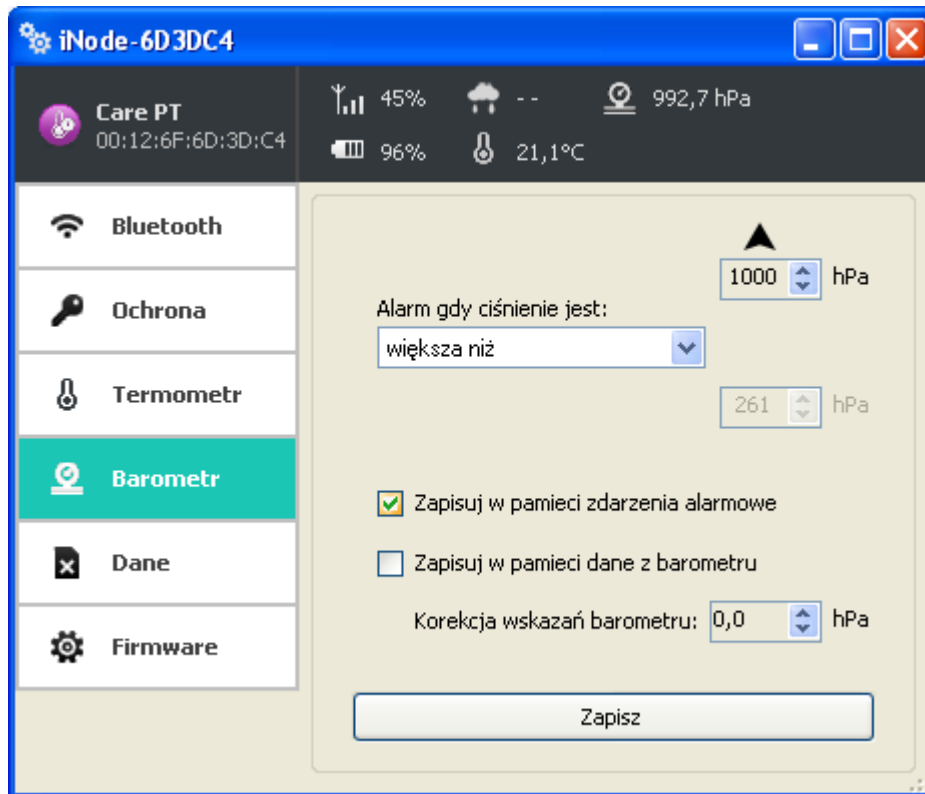 iNode-6D3DC4
Care PT
00:12:6F:6D:3D:C4
45% -- 992,7 hPa
96% 21,1°C
Bluetooth
Ochrona
Termometr
Barometr
Dane
Firmware
1000 hPa
Alarm gdy ciśnienie jest:
większa niż
261 hPa
Zapisuj w pamieci zdarzenia alarmowe
Zapisuj w pamieci dane z barometru
Korekcja wskazań barometru: 0,0 hPa
Zapisz